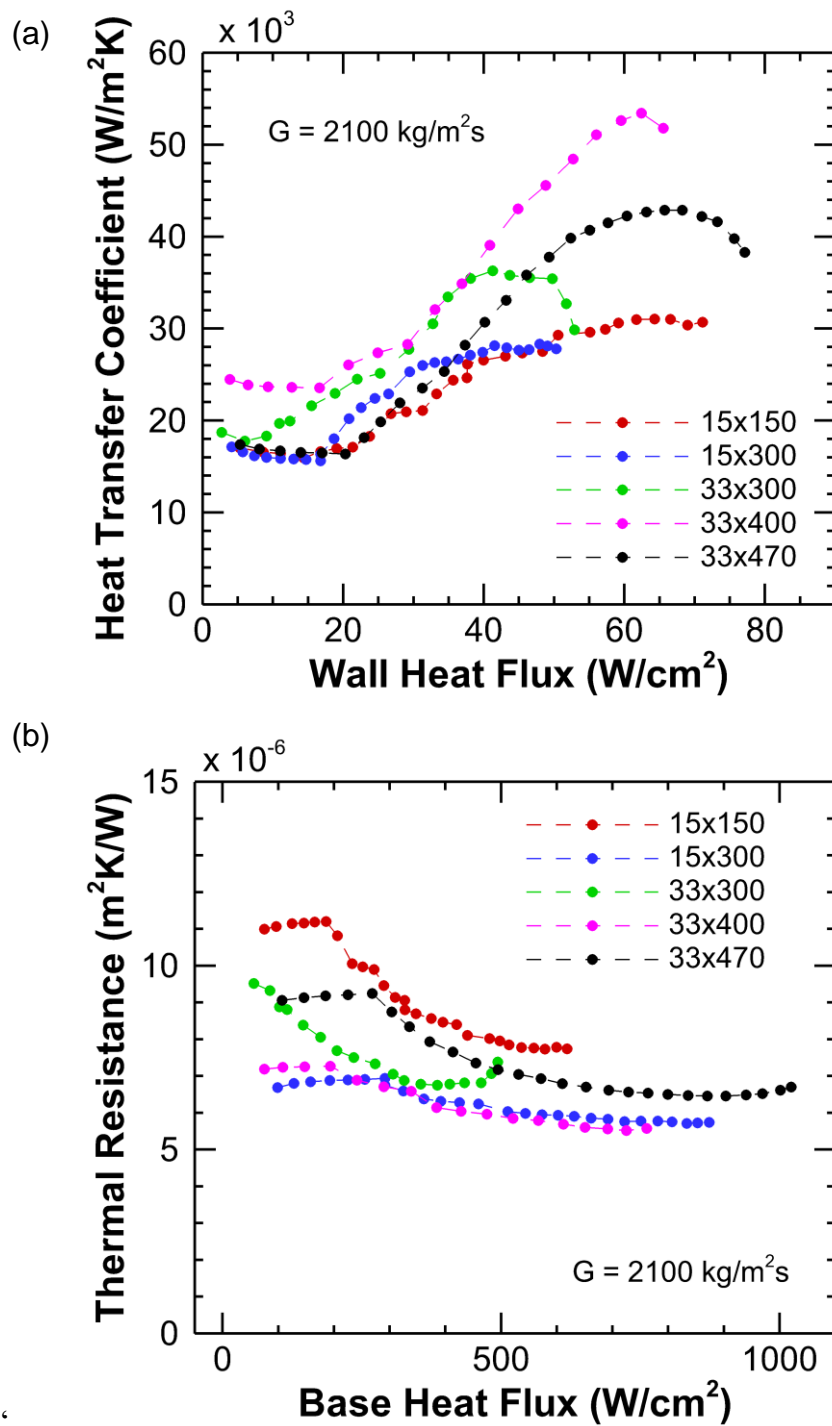 (a)
x 10³
60
50
40
30
20
10
0
Heat Transfer Coefficient (W/m²K)
G = 2100 kg/m²s
15x150
15x300
33x300
33x400
33x470
0 20 40 60 80
Wall Heat Flux (W/cm²)
(b)
x 10⁻⁶
15
10
5
0
Thermal Resistance (m²K/W)
15x150
15x300
33x300
33x400
33x470
G = 2100 kg/m²s
0 500 1000
Base Heat Flux (W/cm²)
‘